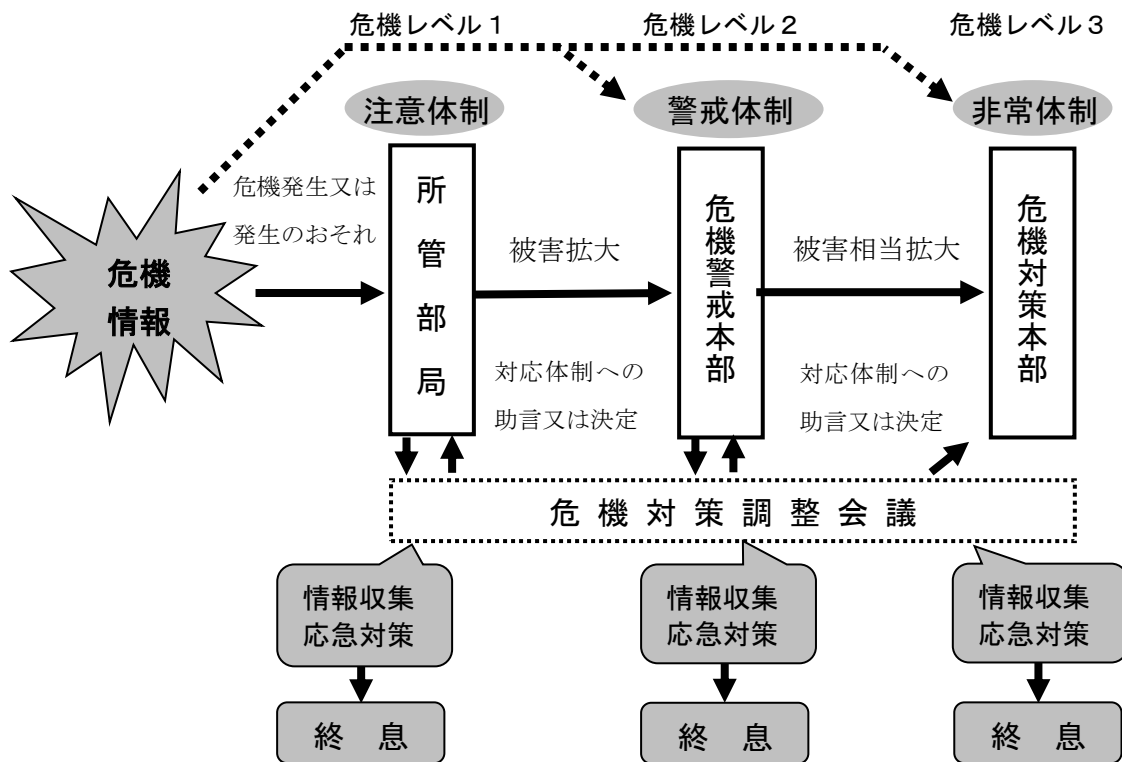 危機レベル１
危機レベル２
危機レベル３
注意体制
警戒体制
非常体制
危機
情報
危機発生又は
発生のおそれ
所管部局
被害拡大
危機警戒本部
被害相当拡大
危機対策本部
対応体制への
助言又は決定
対応体制への
助言又は決定
危機対策調整会議
情報収集
応急対策
情報収集
応急対策
情報収集
応急対策
終息
終息
終息